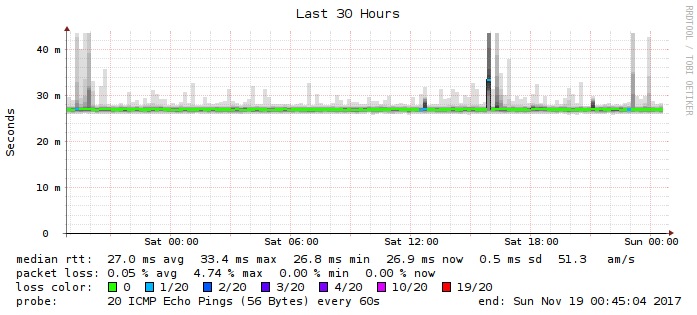 Last 30 Hours
RRDTOOL / TOBI OETIKER
Seconds
40 m
30 m
20 m
10 m
0
Sat 00:00 Sat 06:00 Sat 12:00 Sat 18:00 Sun 00:00
median rtt: 27.0 ms avg 33.4 ms max 26.8 ms min 26.9 ms now 0.5 ms sd 51.3 am/s
packet loss: 0.05 % avg 4.74 % max 0.00 % min 0.00 % now
loss color: 0 1/20 2/20 3/20 4/20 10/20 19/20
probe: 20 ICMP Echo Pings (56 Bytes) every 60s end: Sun Nov 19 00:45:04 2017